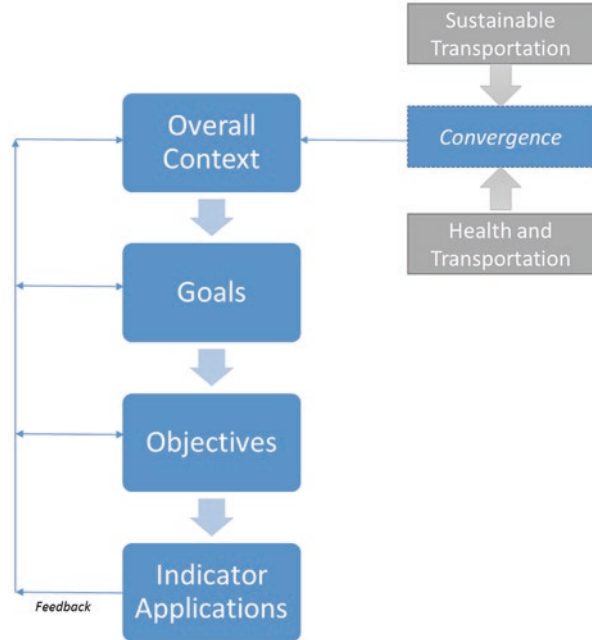 Sustainable
Transportation
Overall
Context
Convergence
Health and
Transportation
Goals
Objectives
Indicator
Applications
Feedback